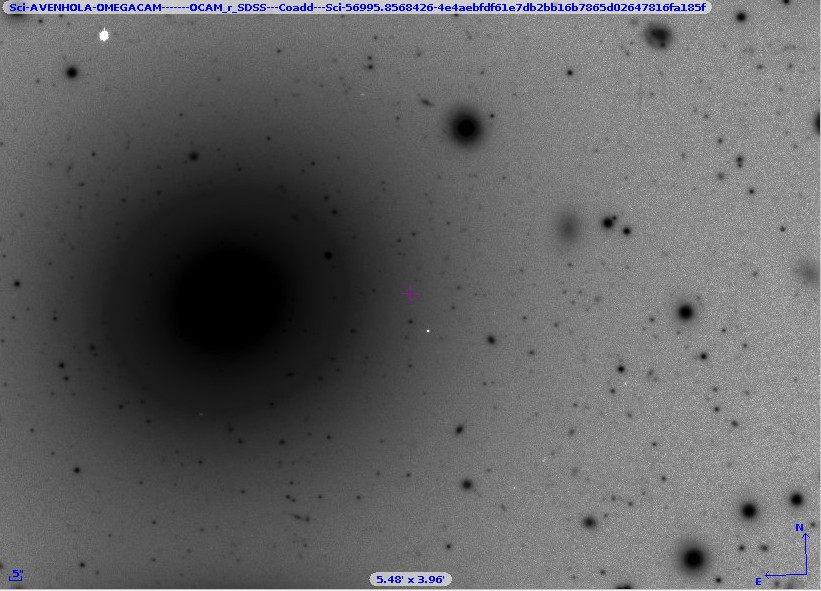 Sci-AVENHOLA-OMEGACAM-------OCAM_r_SDSS---Coadd---Sci-56995.8568426-4e4aebfdf61e7db2bb16b7865d02647816fa185f
N
5"
5.48' x 3.96'
E